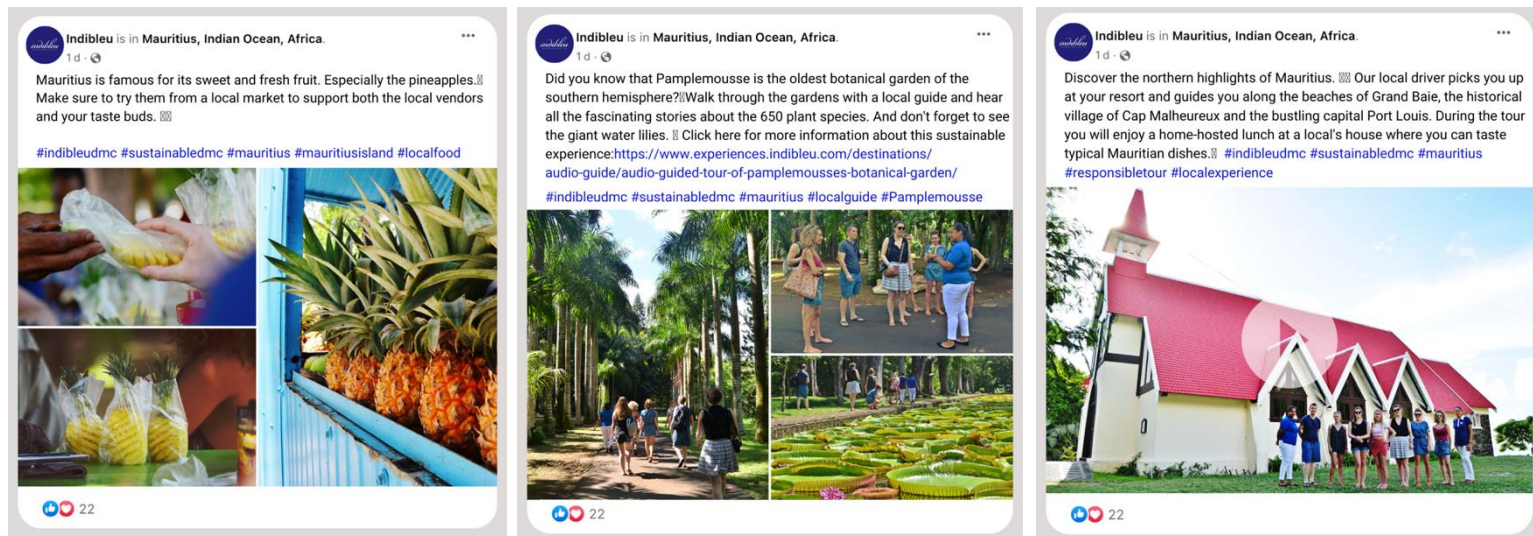 indibleu
Indibleu is in Mauritius, Indian Ocean, Africa.
1 d ·
Mauritius is famous for its sweet and fresh fruit. Especially the pineapples.
Make sure to try them from a local market to support both the local vendors
and your taste buds.
#indibleudmc #sustainabledmc #mauritius #mauritiusisland #localfood
22
indibleu
Indibleu is in Mauritius, Indian Ocean, Africa.
1 d ·
Did you know that Pamplemousse is the oldest botanical garden of the
southern hemisphere? Walk through the gardens with a local guide and hear
all the fascinating stories about the 650 plant species. And don't forget to see
the giant water lilies. Click here for more information about this sustainable
experience:https://www.experiences.indibleu.com/destinations/
audio-guide/audio-guided-tour-of-pamplemousses-botanical-garden/
#indibleudmc #sustainabledmc #mauritius #localguide #Pamplemousse
22
indibleu
Indibleu is in Mauritius, Indian Ocean, Africa.
1 d ·
Discover the northern highlights of Mauritius. Our local driver picks you up
at your resort and guides you along the beaches of Grand Baie, the historical
village of Cap Malheureux and the bustling capital Port Louis. During the tour
you will enjoy a home-hosted lunch at a local's house where you can taste
typical Mauritian dishes. #indibleudmc #sustainabledmc #mauritius
#responsibletour #localexperience
22